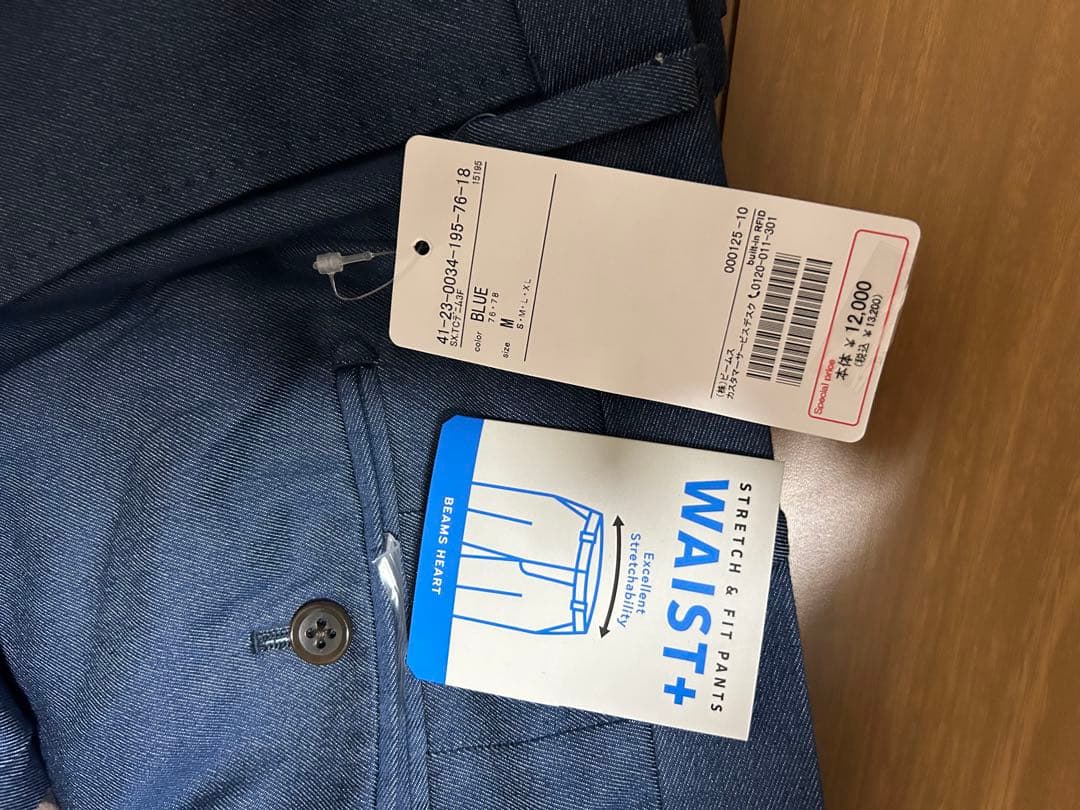 41-23-0034-195-76-18
S.XTCデニム3F 15195
color BLUE
76・78
size M
S・M・L・XL
000125-10
(株)ビームス built-in RFID
カスタマーサービスデスク 0120-011-301
Special price
本体 ¥12,000
(税込 ¥13,200)
STRETCH & FIT PANTS
WAIST+
Excellent
Stretchability
BEAMS HEART